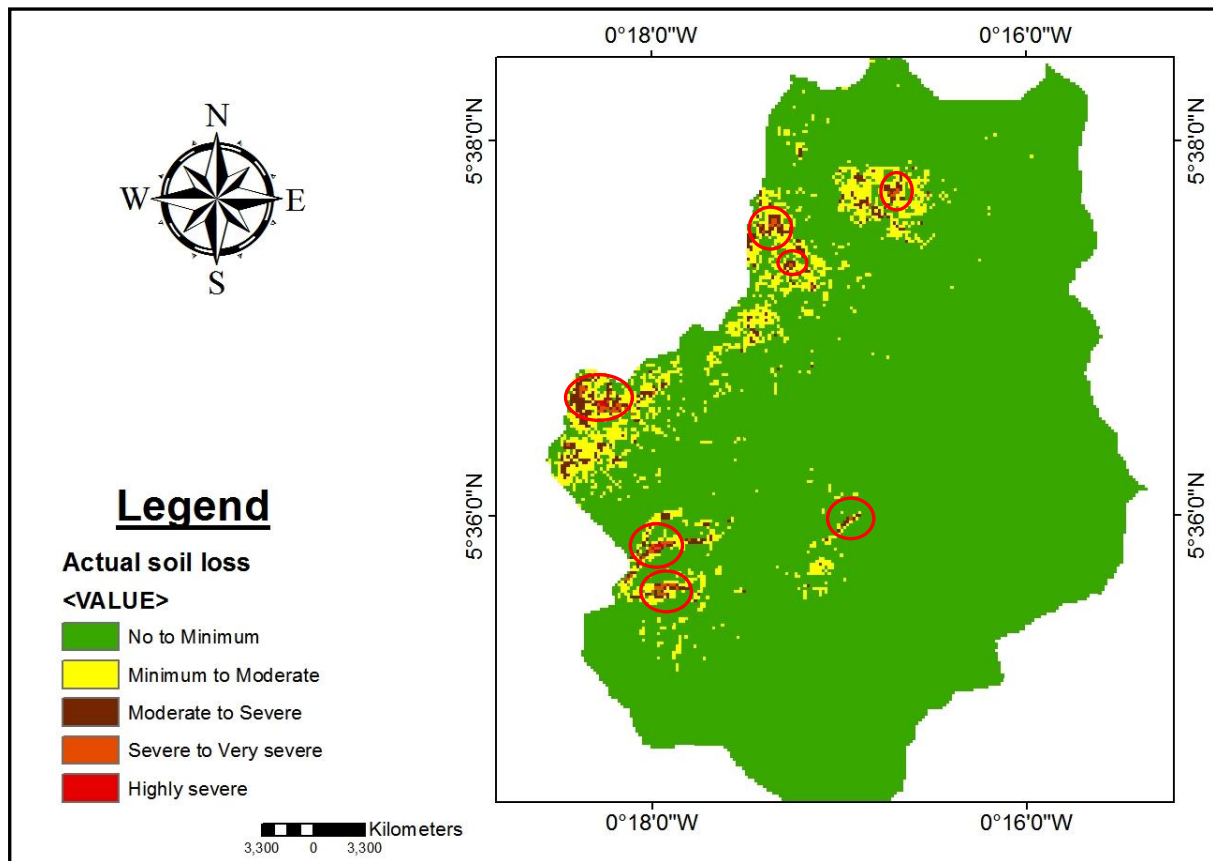 0°18'0"W 0°16'0"W
N
W E
S
5°38'0"N 5°38'0"N
5°36'0"N 5°36'0"N
Legend
Actual soil loss
<VALUE>
No to Minimum
Minimum to Moderate
Moderate to Severe
Severe to Very severe
Highly severe
Kilometers
3,300 0 3,300
0°18'0"W 0°16'0"W